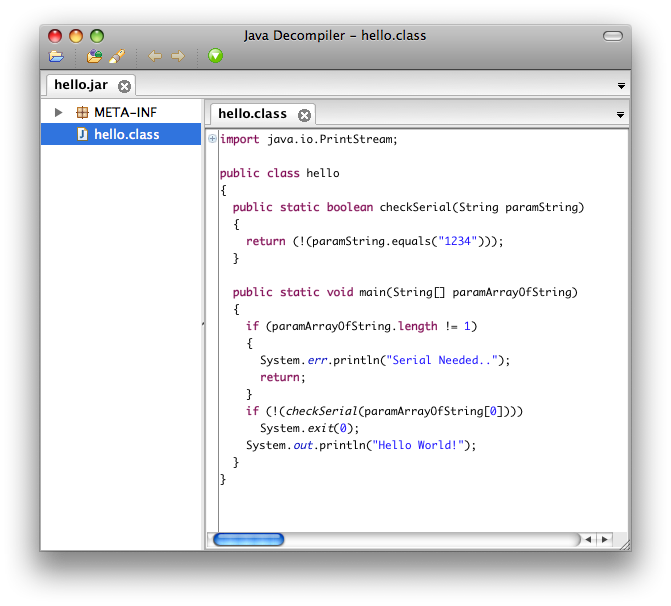 Java Decompiler – hello.class
hello.jar
META-INF
hello.class
hello.class
import java.io.PrintStream;
public class hello
{
public static boolean checkSerial(String paramString)
{
return (!(paramString.equals("1234")));
}
public static void main(String[] paramArrayOfString)
{
if (paramArrayOfString.length != 1)
{
System.err.println("Serial Needed..");
return;
}
if (!(checkSerial(paramArrayOfString[0])))
System.exit(0);
System.out.println("Hello World!");
}
}